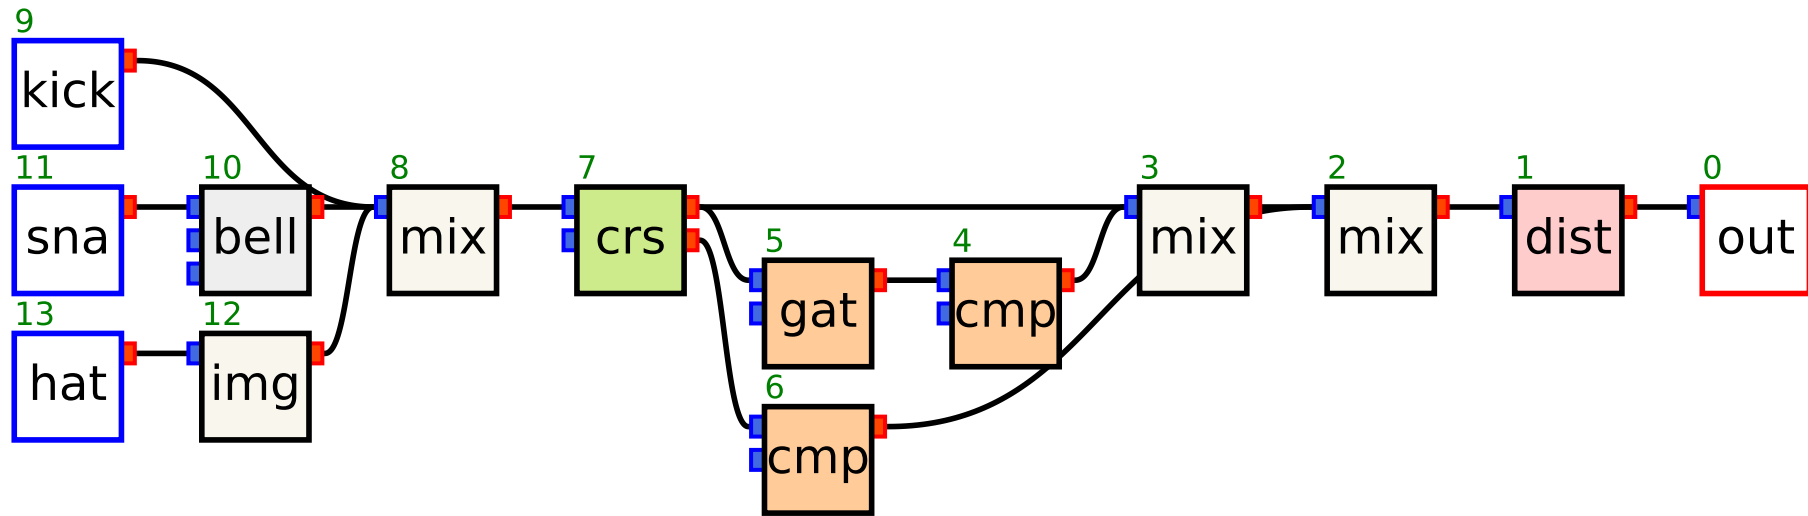 9
kick
11
sna
10
bell
8
mix
7
crs
3
mix
2
mix
1
dist
0
out
5
gat
4
cmp
13
hat
12
img
6
cmp